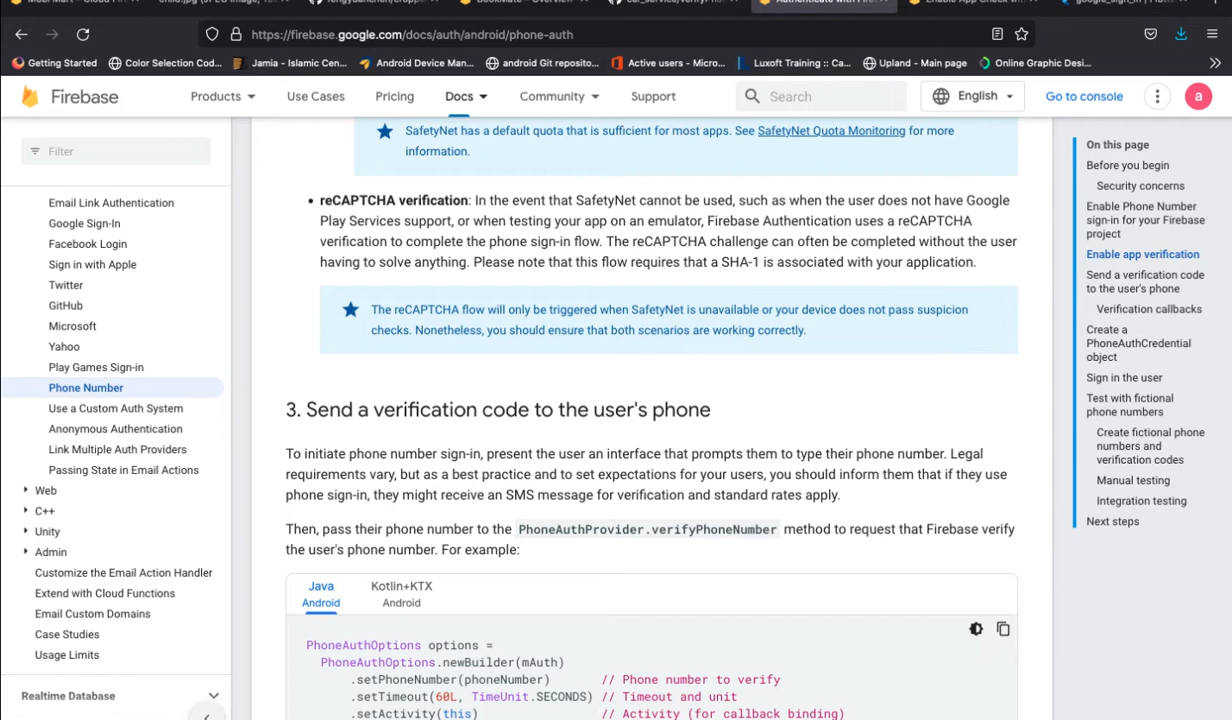 https://firebase.google.com/docs/auth/android/phone-auth
Getting Started
Color Selection Cod...
Jamia - Islamic Cen...
Android Device Man...
android Git reposito...
Active users - Micro...
Luxoft Training :: Ca...
Upland - Main page
Online Graphic Desi...
Firebase
Products
Use Cases
Pricing
Docs
Community
Support
Search
English
Go to console
a
Filter
Email Link Authentication
Google Sign-In
Facebook Login
Sign in with Apple
Twitter
GitHub
Microsoft
Yahoo
Play Games Sign-in
Phone Number
Use a Custom Auth System
Anonymous Authentication
Link Multiple Auth Providers
Passing State in Email Actions
Web
C++
Unity
Admin
Customize the Email Action Handler
Extend with Cloud Functions
Email Custom Domains
Case Studies
Usage Limits
Realtime Database
SafetyNet has a default quota that is sufficient for most apps. See SafetyNet Quota Monitoring for more
information.
• reCAPTCHA verification: In the event that SafetyNet cannot be used, such as when the user does not have Google
Play Services support, or when testing your app on an emulator, Firebase Authentication uses a reCAPTCHA
verification to complete the phone sign-in flow. The reCAPTCHA challenge can often be completed without the user
having to solve anything. Please note that this flow requires that a SHA-1 is associated with your application.
The reCAPTCHA flow will only be triggered when SafetyNet is unavailable or your device does not pass suspicion
checks. Nonetheless, you should ensure that both scenarios are working correctly.
3. Send a verification code to the user's phone
To initiate phone number sign-in, present the user an interface that prompts them to type their phone number. Legal
requirements vary, but as a best practice and to set expectations for your users, you should inform them that if they use
phone sign-in, they might receive an SMS message for verification and standard rates apply.
Then, pass their phone number to the PhoneAuthProvider.verifyPhoneNumber method to request that Firebase verify
the user's phone number. For example:
Java
Android
Kotlin+KTX
Android
PhoneAuthOptions options =
PhoneAuthOptions.newBuilder(mAuth)
.setPhoneNumber(phoneNumber) // Phone number to verify
.setTimeout(60L, TimeUnit.SECONDS) // Timeout and unit
.setActivity(this) // Activity (for callback binding)
On this page
Before you begin
Security concerns
Enable Phone Number
sign-in for your Firebase
project
Enable app verification
Send a verification code
to the user's phone
Verification callbacks
Create a
PhoneAuthCredential
object
Sign in the user
Test with fictional
phone numbers
Create fictional phone
numbers and
verification codes
Manual testing
Integration testing
Next steps